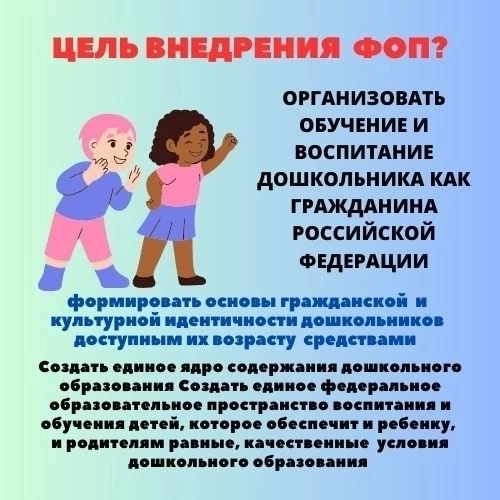 ЦЕЛЬ ВНЕДРЕНИЯ ФОП?
ОРГАНИЗОВАТЬ
ОБУЧЕНИЕ И
ВОСПИТАНИЕ
ДОШКОЛЬНИКА КАК
ГРАЖДАНИНА
РОССИЙСКОЙ
ФЕДЕРАЦИИ
формировать основы гражданской и
культурной идентичности дошкольников
доступным их возрасту средствами
Создать единое ядро содержания дошкольного
образования Создать единое федеральное
образовательное пространство воспитания и
обучения детей, которое обеспечит и ребенку,
и родителям равные, качественные условия
дошкольного образования